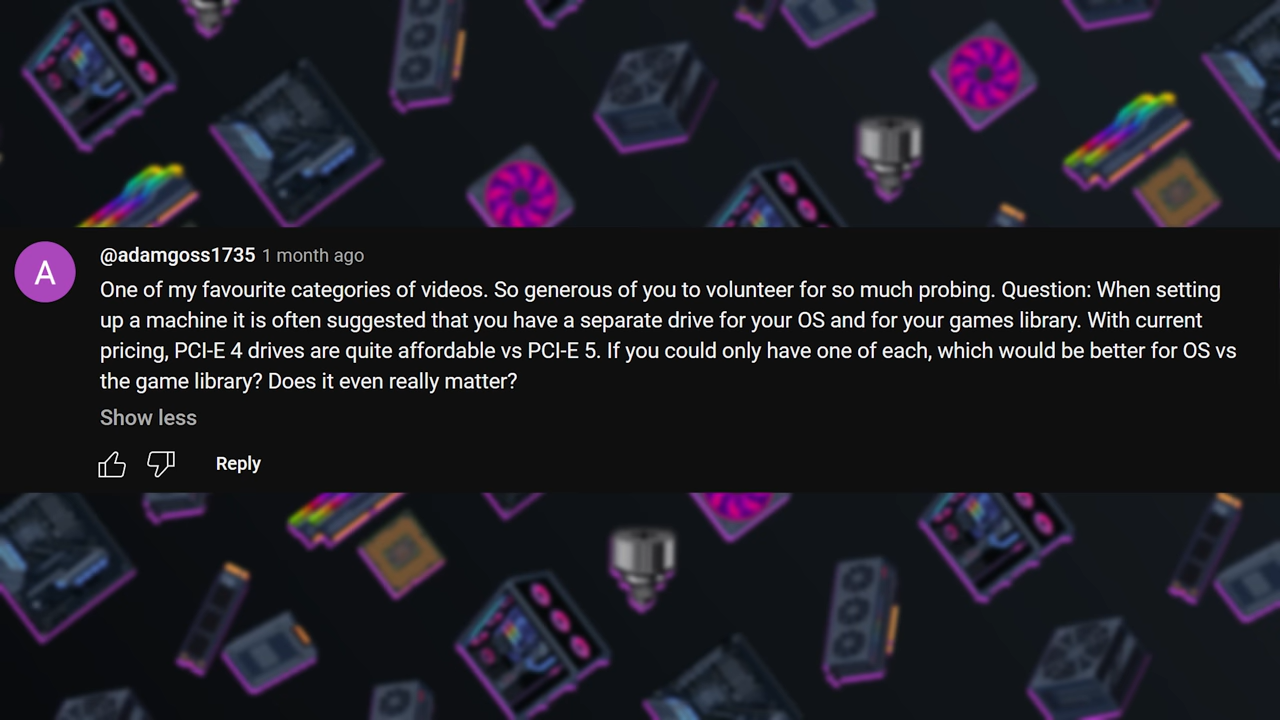 A
@adamgoss1735 1 month ago
One of my favourite categories of videos. So generous of you to volunteer for so much probing. Question: When setting
up a machine it is often suggested that you have a separate drive for your OS and for your games library. With current
pricing, PCI-E 4 drives are quite affordable vs PCI-E 5. If you could only have one of each, which would be better for OS vs
the game library? Does it even really matter?
Show less
Reply